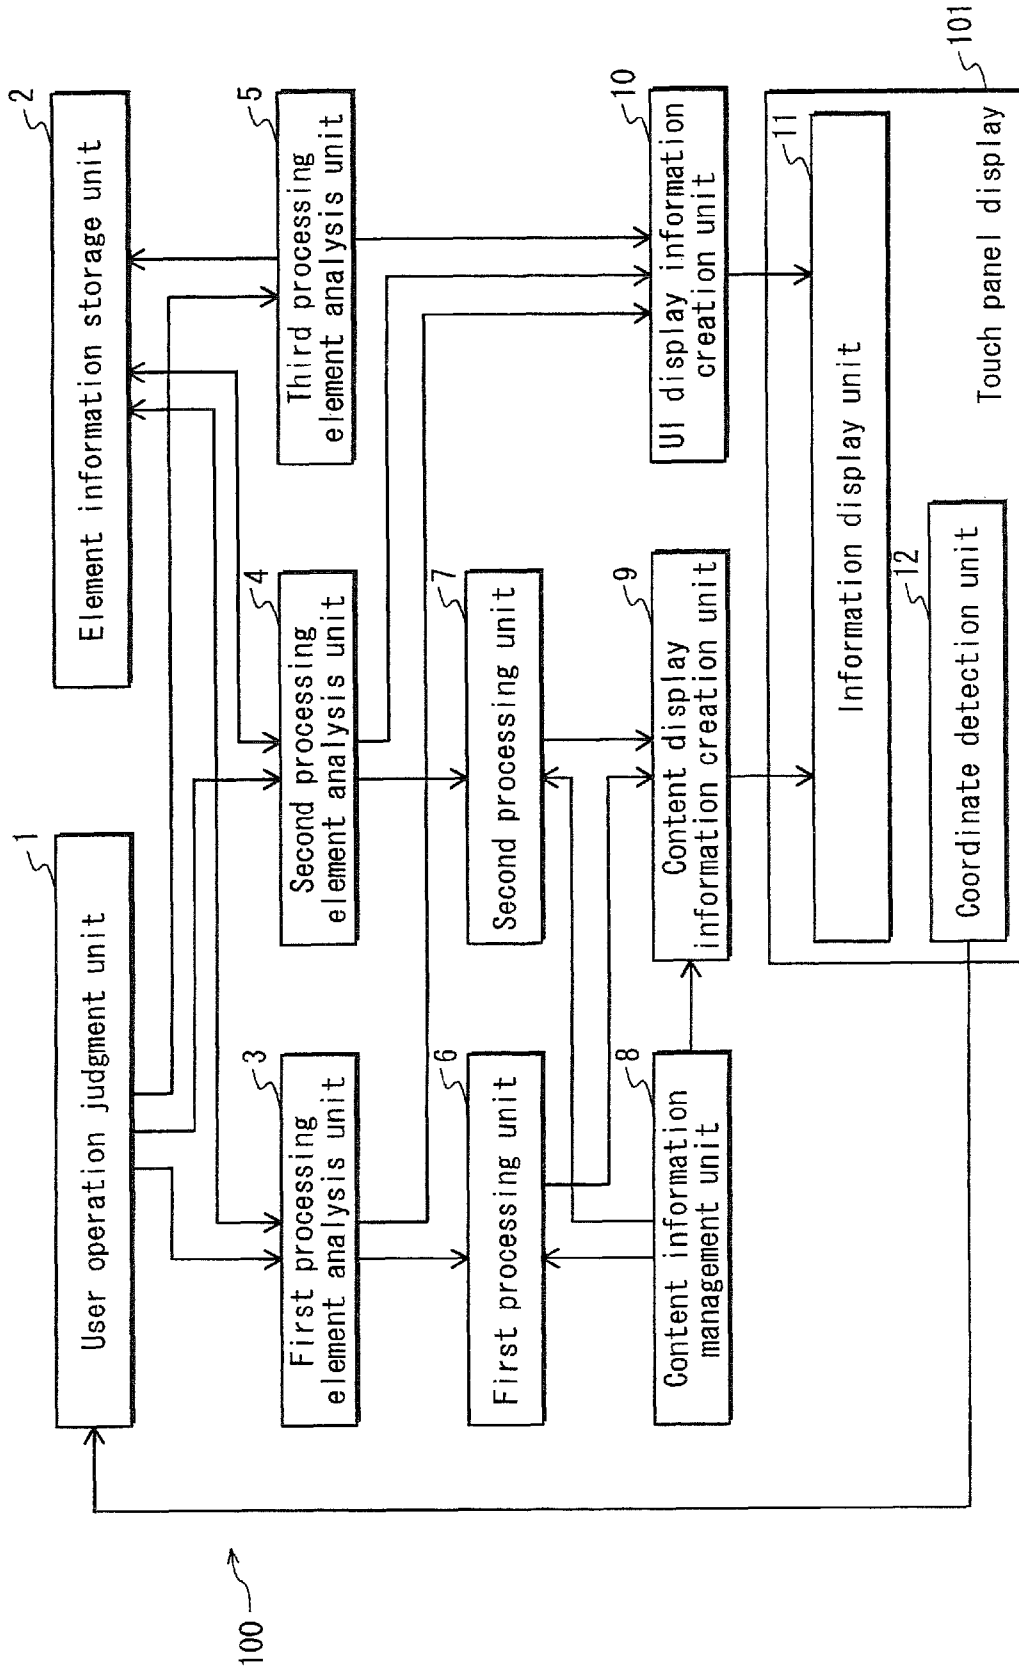 1
User operation judgment unit
2
Element information storage unit
3
First processing
element analysis unit
4
Second processing
element analysis unit
5
Third processing
element analysis unit
6
First processing unit
7
Second processing unit
8
Content information
management unit
9
Content display
information creation unit
10
UI display information
creation unit
11
Information display unit
12
Coordinate detection unit
Touch panel display
101
100